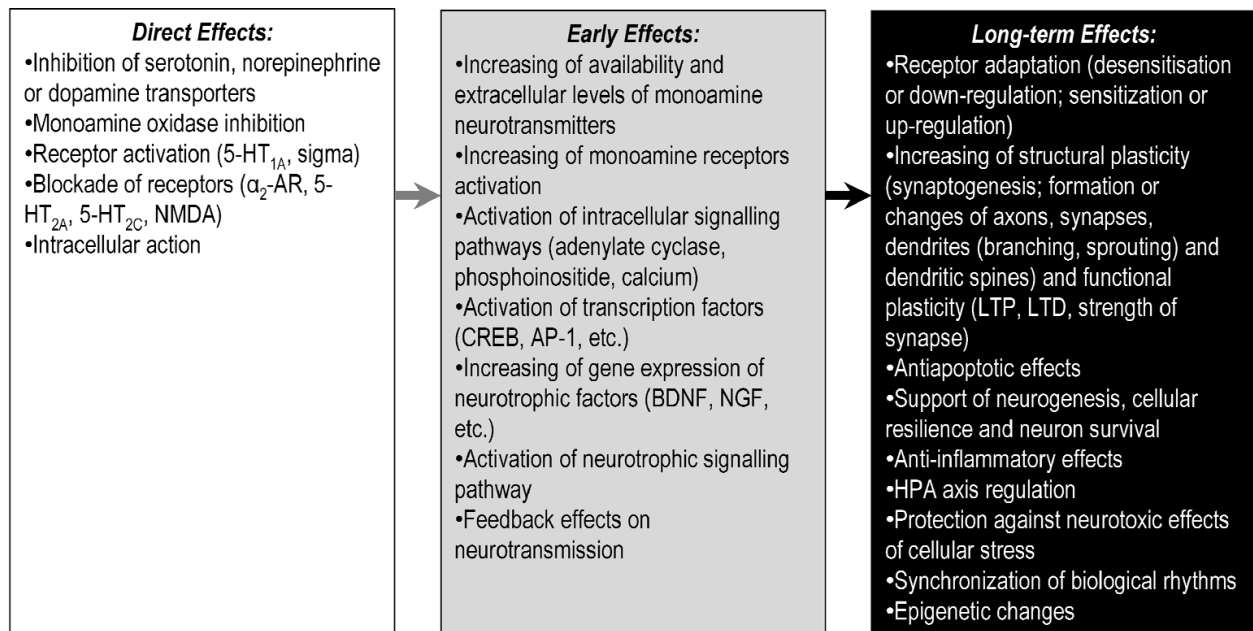 Direct Effects:
•Inhibition of serotonin, norepinephrine
or dopamine transporters
•Monoamine oxidase inhibition
•Receptor activation (5-HT1A, sigma)
•Blockade of receptors (α2-AR, 5-
HT2A, 5-HT2C, NMDA)
•Intracellular action
Early Effects:
•Increasing of availability and
extracellular levels of monoamine
neurotransmitters
•Increasing of monoamine receptors
activation
•Activation of intracellular signalling
pathways (adenylate cyclase,
phosphoinositide, calcium)
•Activation of transcription factors
(CREB, AP-1, etc.)
•Increasing of gene expression of
neurotrophic factors (BDNF, NGF,
etc.)
•Activation of neurotrophic signalling
pathway
•Feedback effects on
neurotransmission
Long-term Effects:
•Receptor adaptation (desensitisation
or down-regulation; sensitization or
up-regulation)
•Increasing of structural plasticity
(synaptogenesis; formation or
changes of axons, synapses,
dendrites (branching, sprouting) and
dendritic spines) and functional
plasticity (LTP, LTD, strength of
synapse)
•Antiapoptotic effects
•Support of neurogenesis, cellular
resilience and neuron survival
•Anti-inflammatory effects
•HPA axis regulation
•Protection against neurotoxic effects
of cellular stress
•Synchronization of biological rhythms
•Epigenetic changes